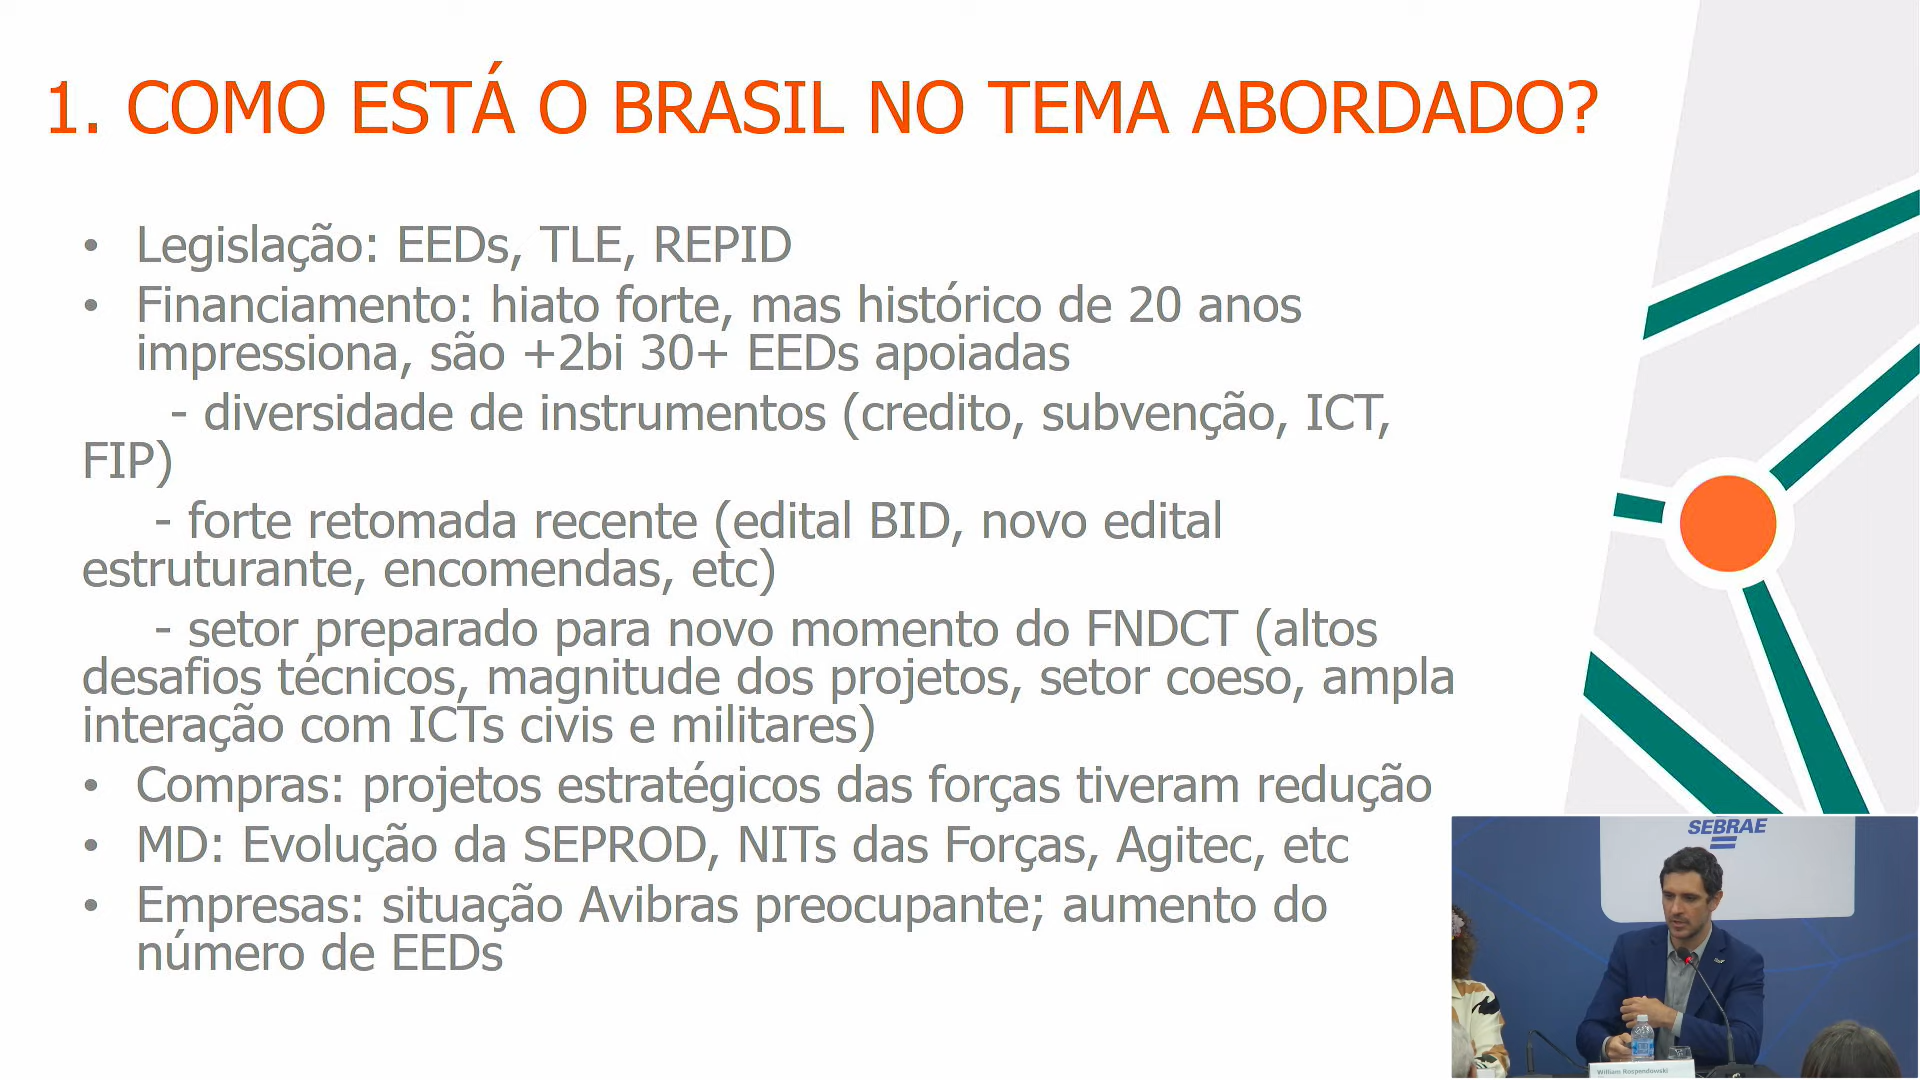 1. COMO ESTÁ O BRASIL NO TEMA ABORDADO?
• Legislação: EEDs, TLE, REPID
• Financiamento: hiato forte, mas histórico de 20 anos
impressiona, são +2bi 30+ EEDs apoiadas
- diversidade de instrumentos (credito, subvenção, ICT,
FIP)
- forte retomada recente (edital BID, novo edital
estruturante, encomendas, etc)
- setor preparado para novo momento do FNDCT (altos
desafios técnicos, magnitude dos projetos, setor coeso, ampla
interação com ICTs civis e militares)
• Compras: projetos estratégicos das forças tiveram redução
• MD: Evolução da SEPROD, NITs das Forças, Agitec, etc
• Empresas: situação Avibras preocupante; aumento do
número de EEDs
SEBRAE
William Rospendowski